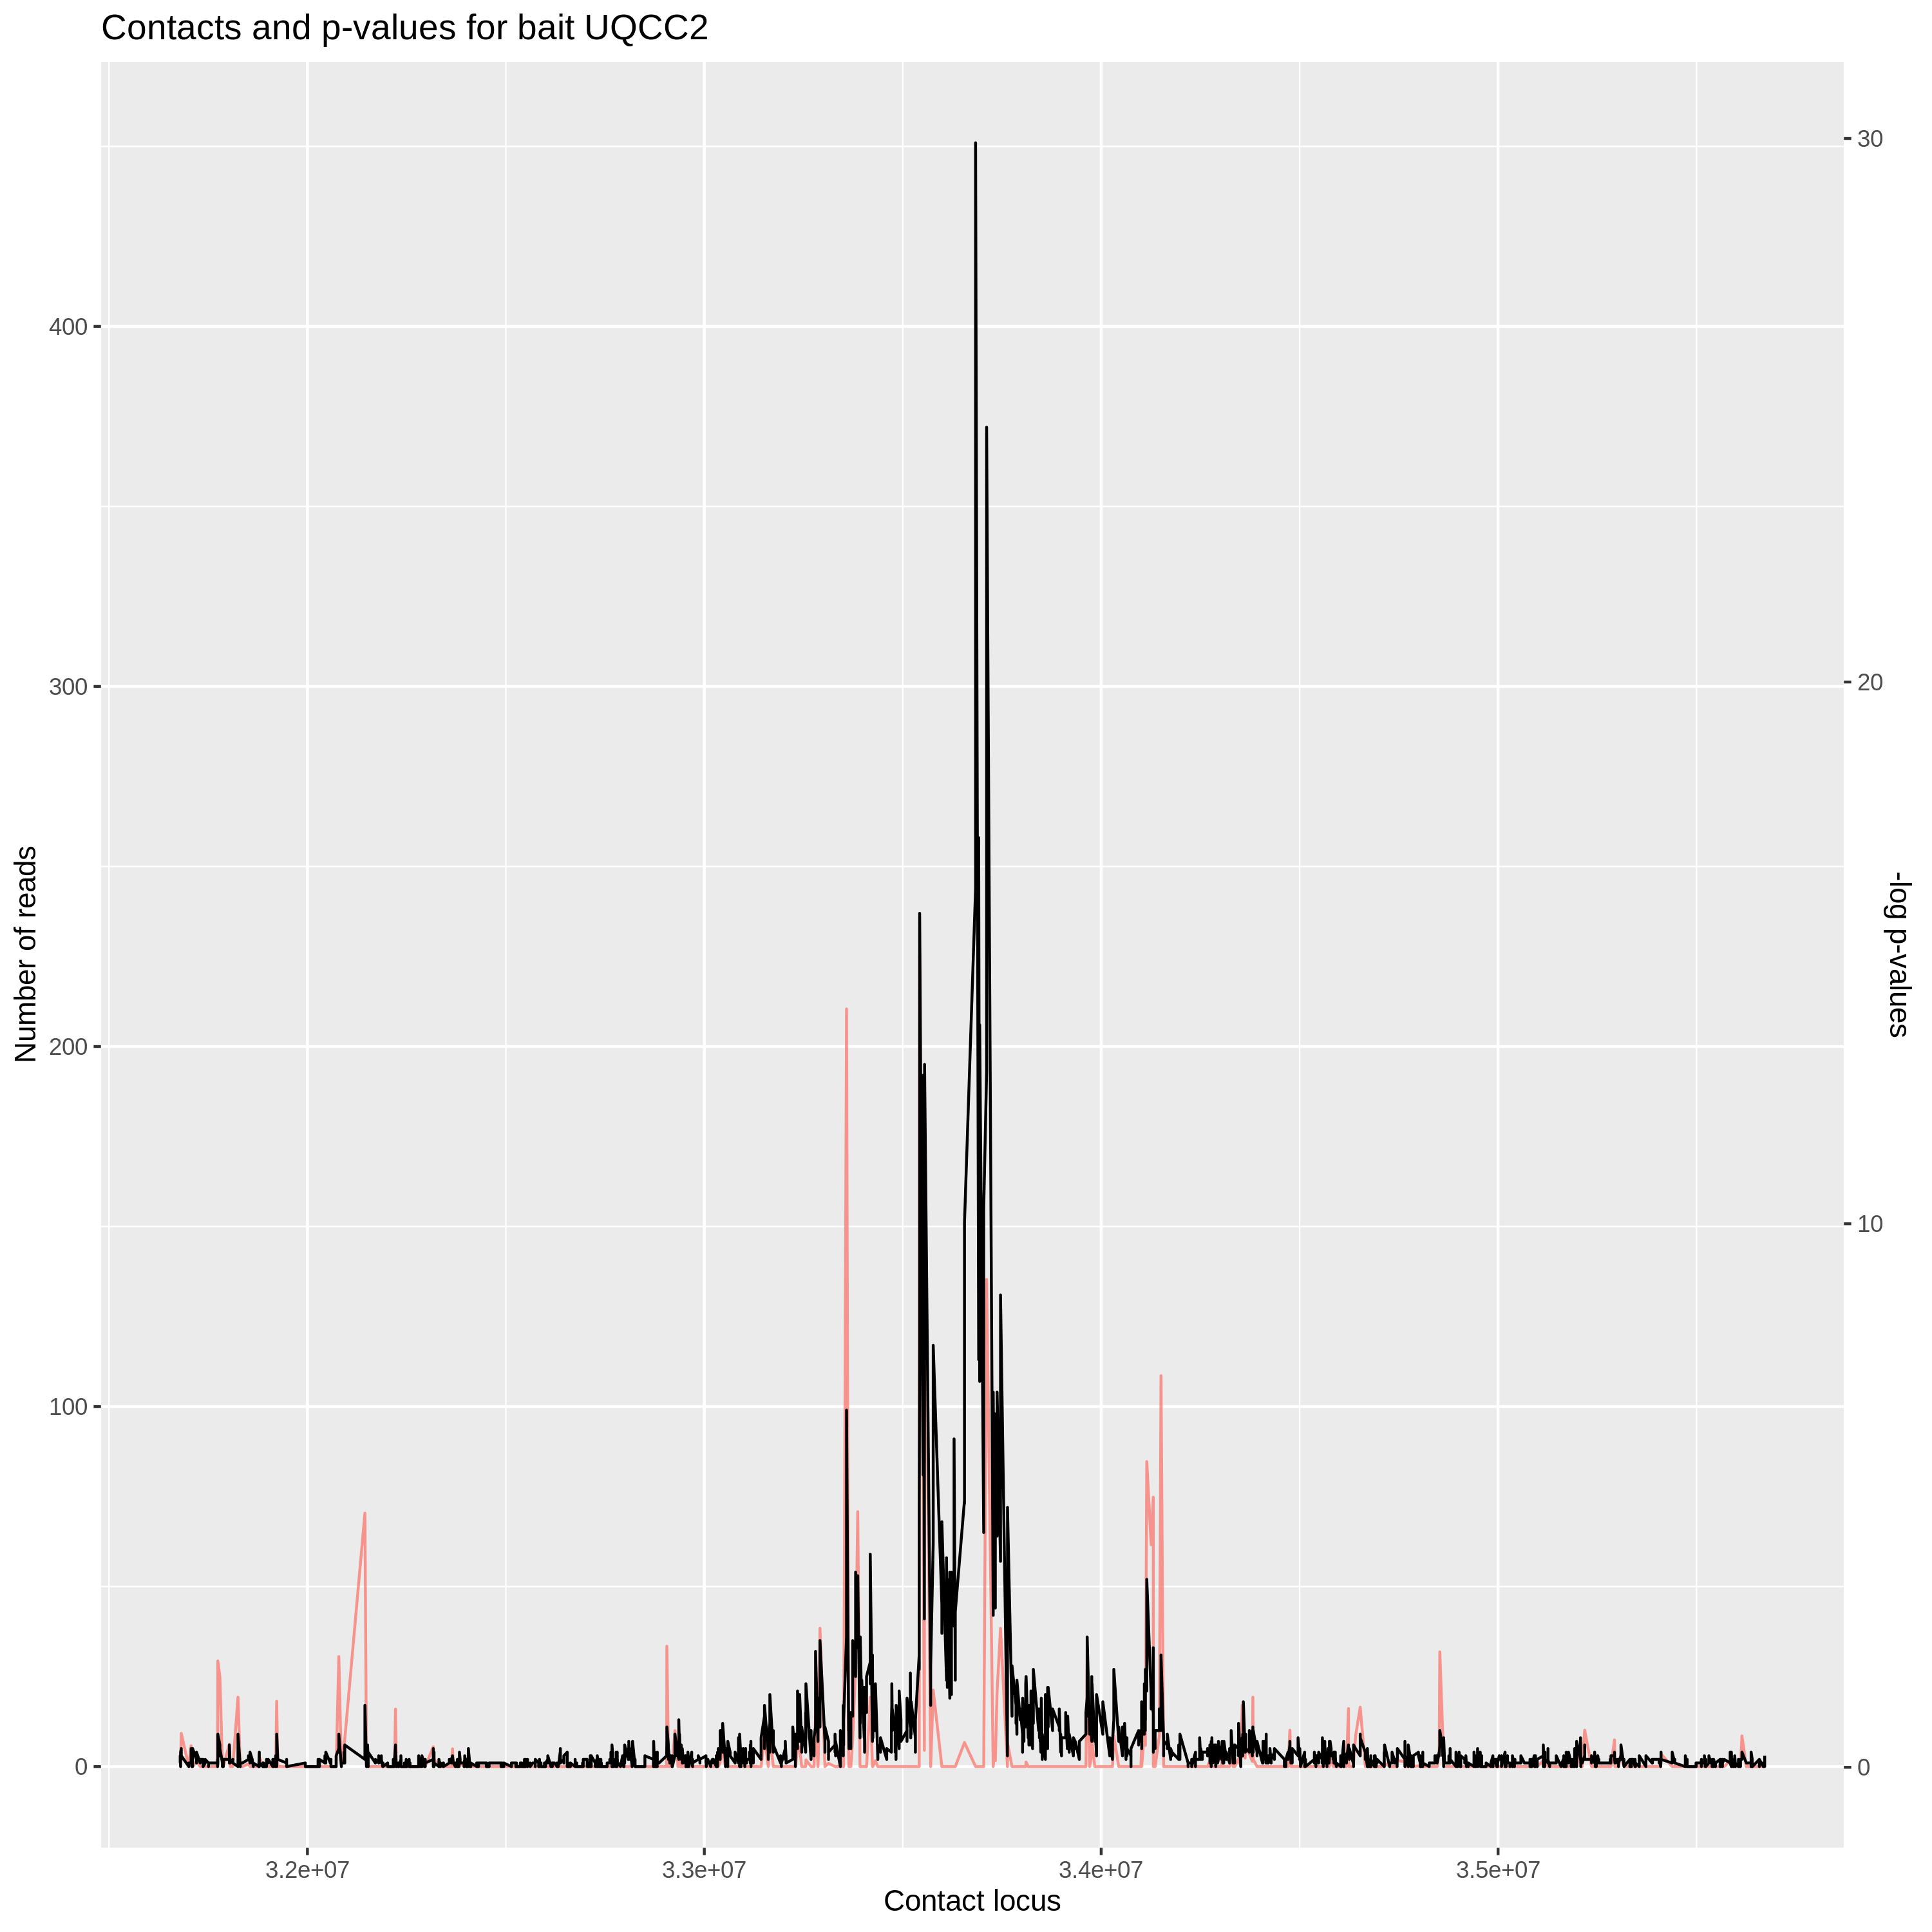 Contacts and p-values for bait UQCC2
Number of reads
400
300
200
100
0
30
20
10
0
-log p-values
3.2e+07
3.3e+07
3.4e+07
3.5e+07
Contact locus